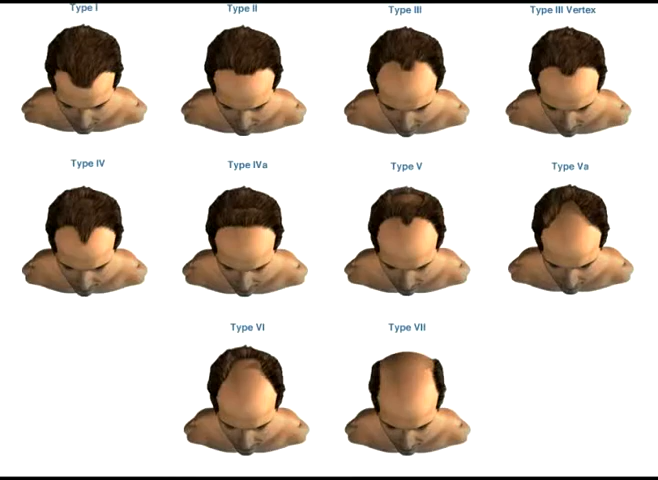 Type I
Type II
Type III
Type III Vertex
Type IV
Type IVa
Type V
Type Va
Type VI
Type VII